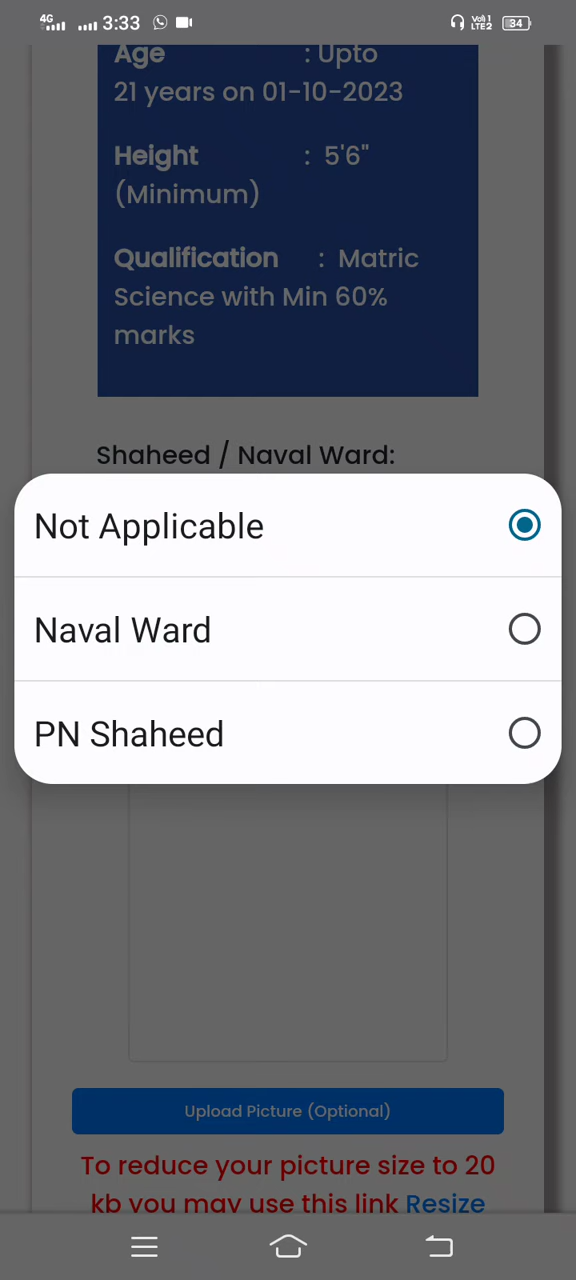 4G 3:33 Vo)) 1 LTE2 34
Age : Upto
21 years on 01-10-2023
Height : 5'6"
(Minimum)
Qualification : Matric
Science with Min 60%
marks
Shaheed / Naval Ward:
Not Applicable
Naval Ward
PN Shaheed
Upload Picture (Optional)
To reduce your picture size to 20
kb you may use this link Resize